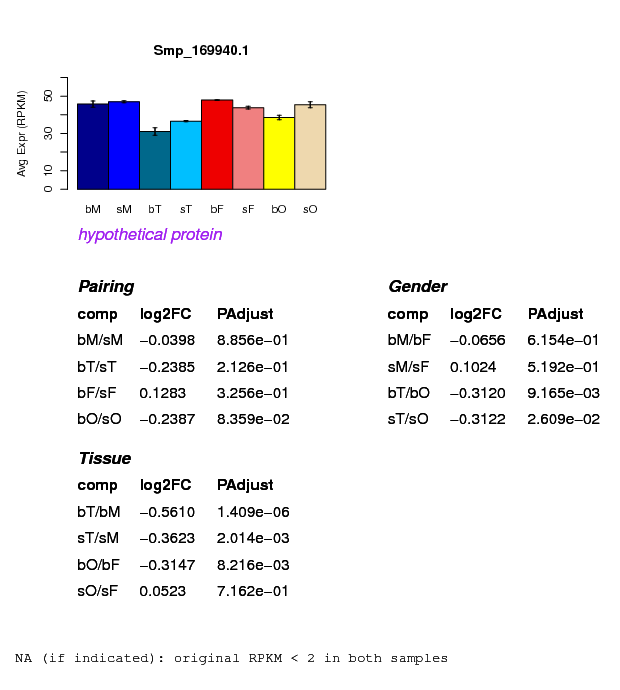 Smp_169940.1
Avg Expr (RPKM)
50
30
10
0
bM sM bT sT bF sF bO sO
hypothetical protein
Pairing
comp log2FC PAdjust
bM/sM −0.0398 8.856e−01
bT/sT −0.2385 2.126e−01
bF/sF 0.1283 3.256e−01
bO/sO −0.2387 8.359e−02
Gender
comp log2FC PAdjust
bM/bF −0.0656 6.154e−01
sM/sF 0.1024 5.192e−01
bT/bO −0.3120 9.165e−03
sT/sO −0.3122 2.609e−02
Tissue
comp log2FC PAdjust
bT/bM −0.5610 1.409e−06
sT/sM −0.3623 2.014e−03
bO/bF −0.3147 8.216e−03
sO/sF 0.0523 7.162e−01
NA (if indicated): original RPKM < 2 in both samples